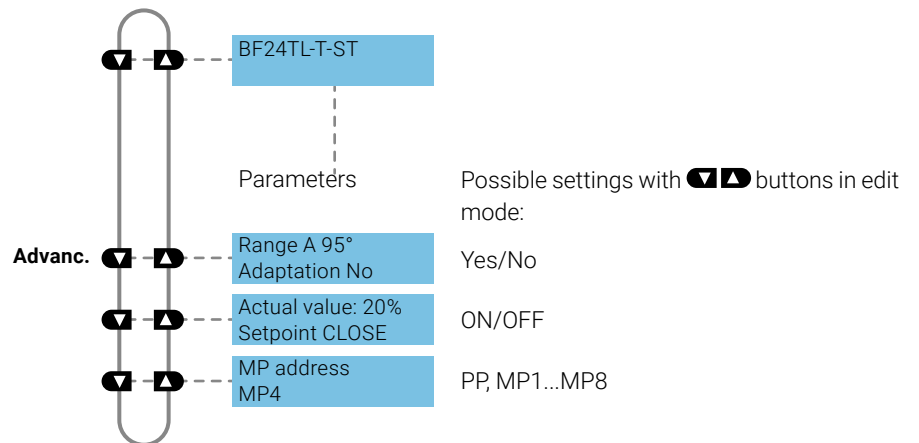 BF24TL-T-ST
Parameters
Possible settings with buttons in edit
mode:
Advanc.
Range A 95°
Adaptation No
Yes/No
Actual value: 20%
Setpoint CLOSE
ON/OFF
MP address
MP4
PP, MP1...MP8